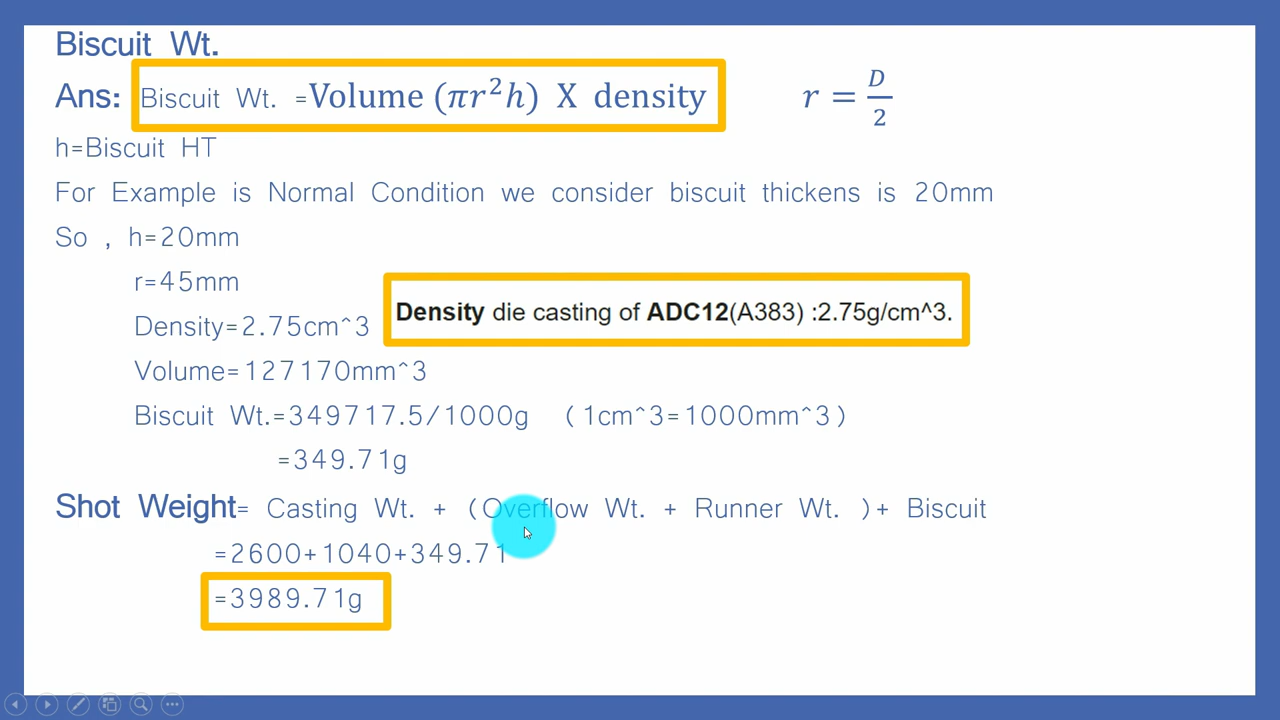 Biscuit Wt.
Ans: Biscuit Wt. =Volume (πr²h) X density r = D/2
h=Biscuit HT
For Example is Normal Condition we consider biscuit thickens is 20mm
So , h=20mm
r=45mm
Density=2.75cm^3
Density die casting of ADC12(A383) :2.75g/cm^3.
Volume=127170mm^3
Biscuit Wt.=349717.5/1000g (1cm^3=1000mm^3)
=349.71g
Shot Weight= Casting Wt. + (Overflow Wt. + Runner Wt. )+ Biscuit
=2600+1040+349.71
=3989.71g